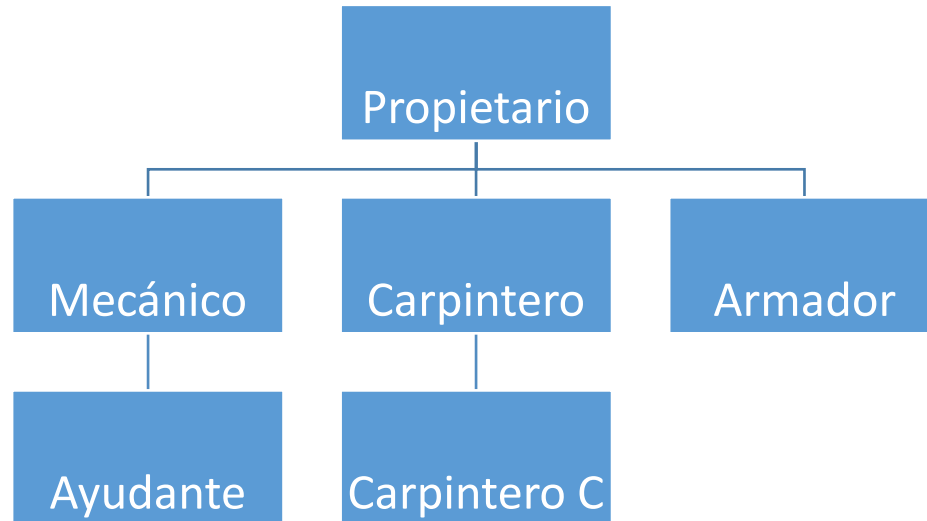 Propietario
Mecánico
Carpintero
Armador
Ayudante
Carpintero C